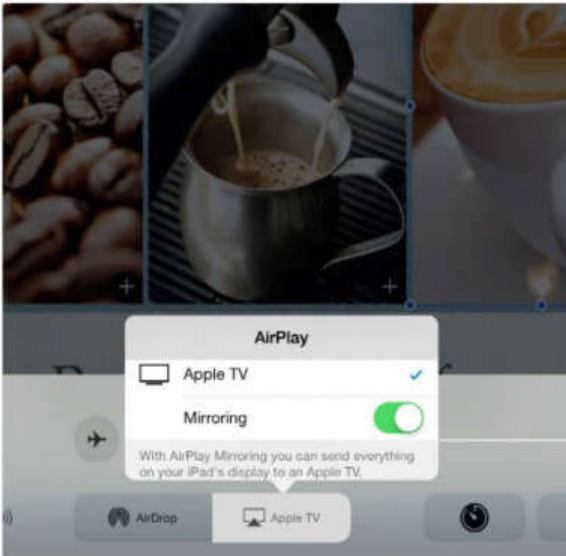 AirPlay
Apple TV
Mirroring
With AirPlay Mirroring you can send everything
on your iPad's display to an Apple TV.
AirDrop
Apple TV